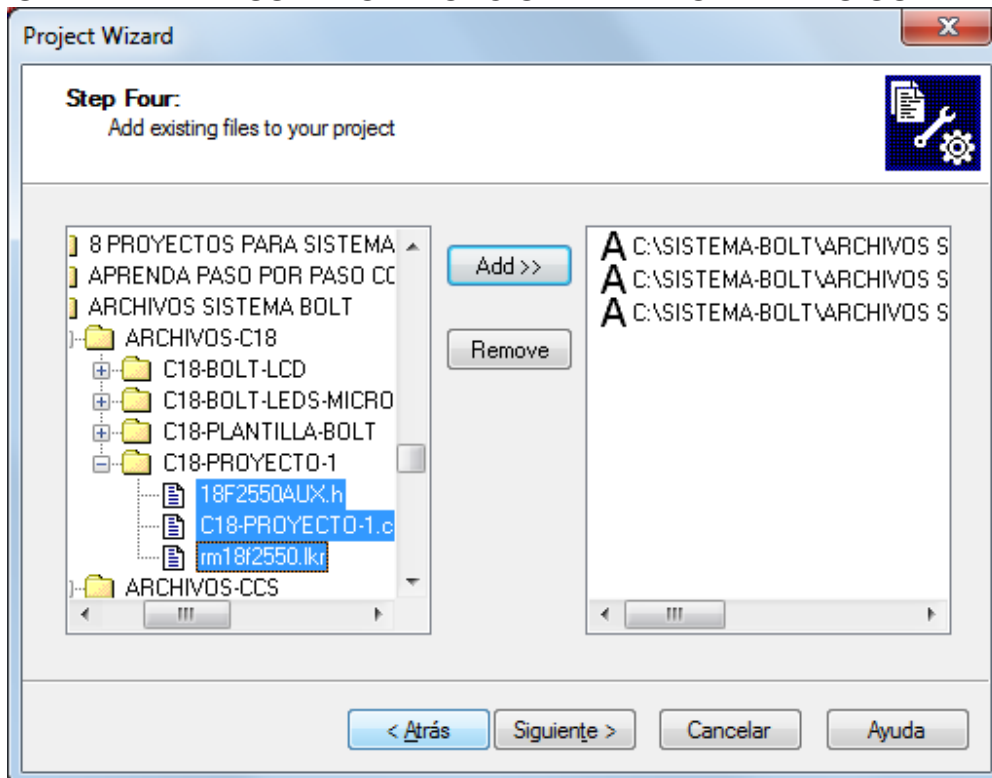 Project Wizard
Step Four:
Add existing files to your project
8 PROYECTOS PARA SISTEMA
APRENDA PASO POR PASO CC
ARCHIVOS SISTEMA BOLT
ARCHIVOS-C18
C18-BOLT-LCD
C18-BOLT-LEDS-MICRO
C18-PLANTILLA-BOLT
C18-PROYECTO-1
18F2550AUX.h
C18-PROYECTO-1.c
rm18f2550.lkr
ARCHIVOS-CCS
Add >>
Remove
A C:\SISTEMA-BOLT\ARCHIVOS S
A C:\SISTEMA-BOLT\ARCHIVOS S
A C:\SISTEMA-BOLT\ARCHIVOS S
< Atrás
Siguiente >
Cancelar
Ayuda